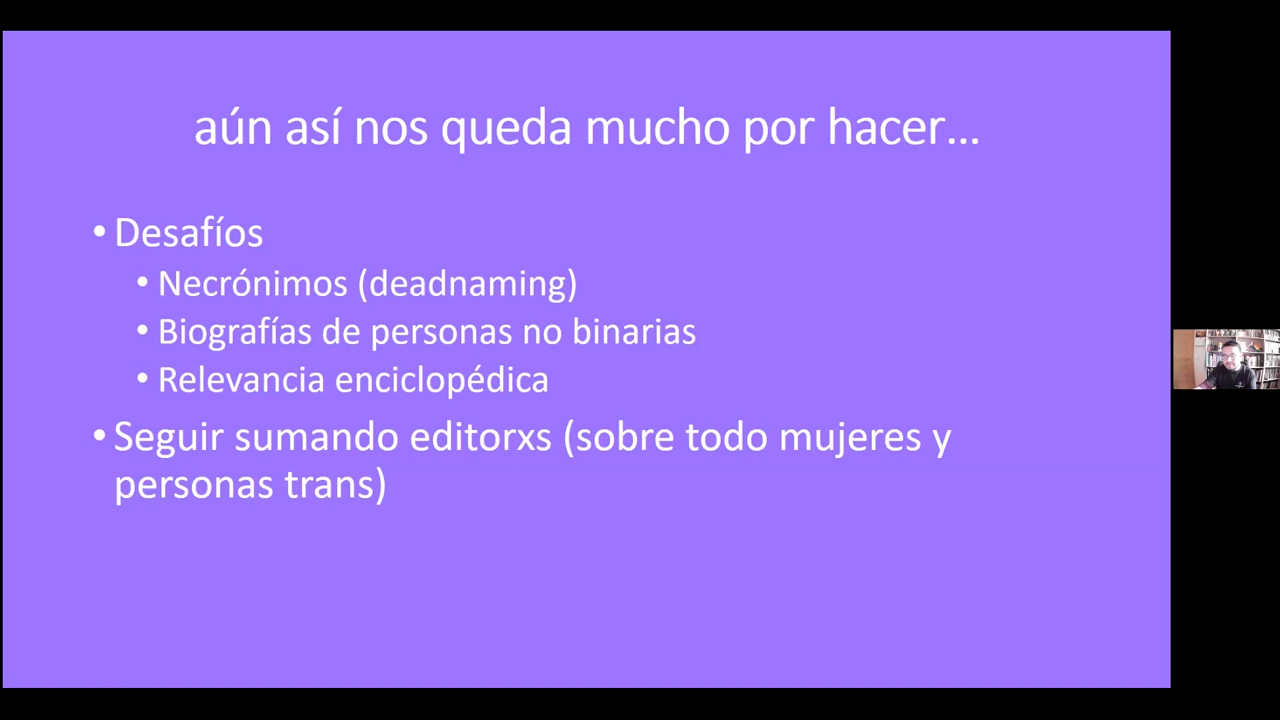 aún así nos queda mucho por hacer…
• Desafíos
• Necrónimos (deadnaming)
• Biografías de personas no binarias
• Relevancia enciclopédica
• Seguir sumando editorxs (sobre todo mujeres y
personas trans)